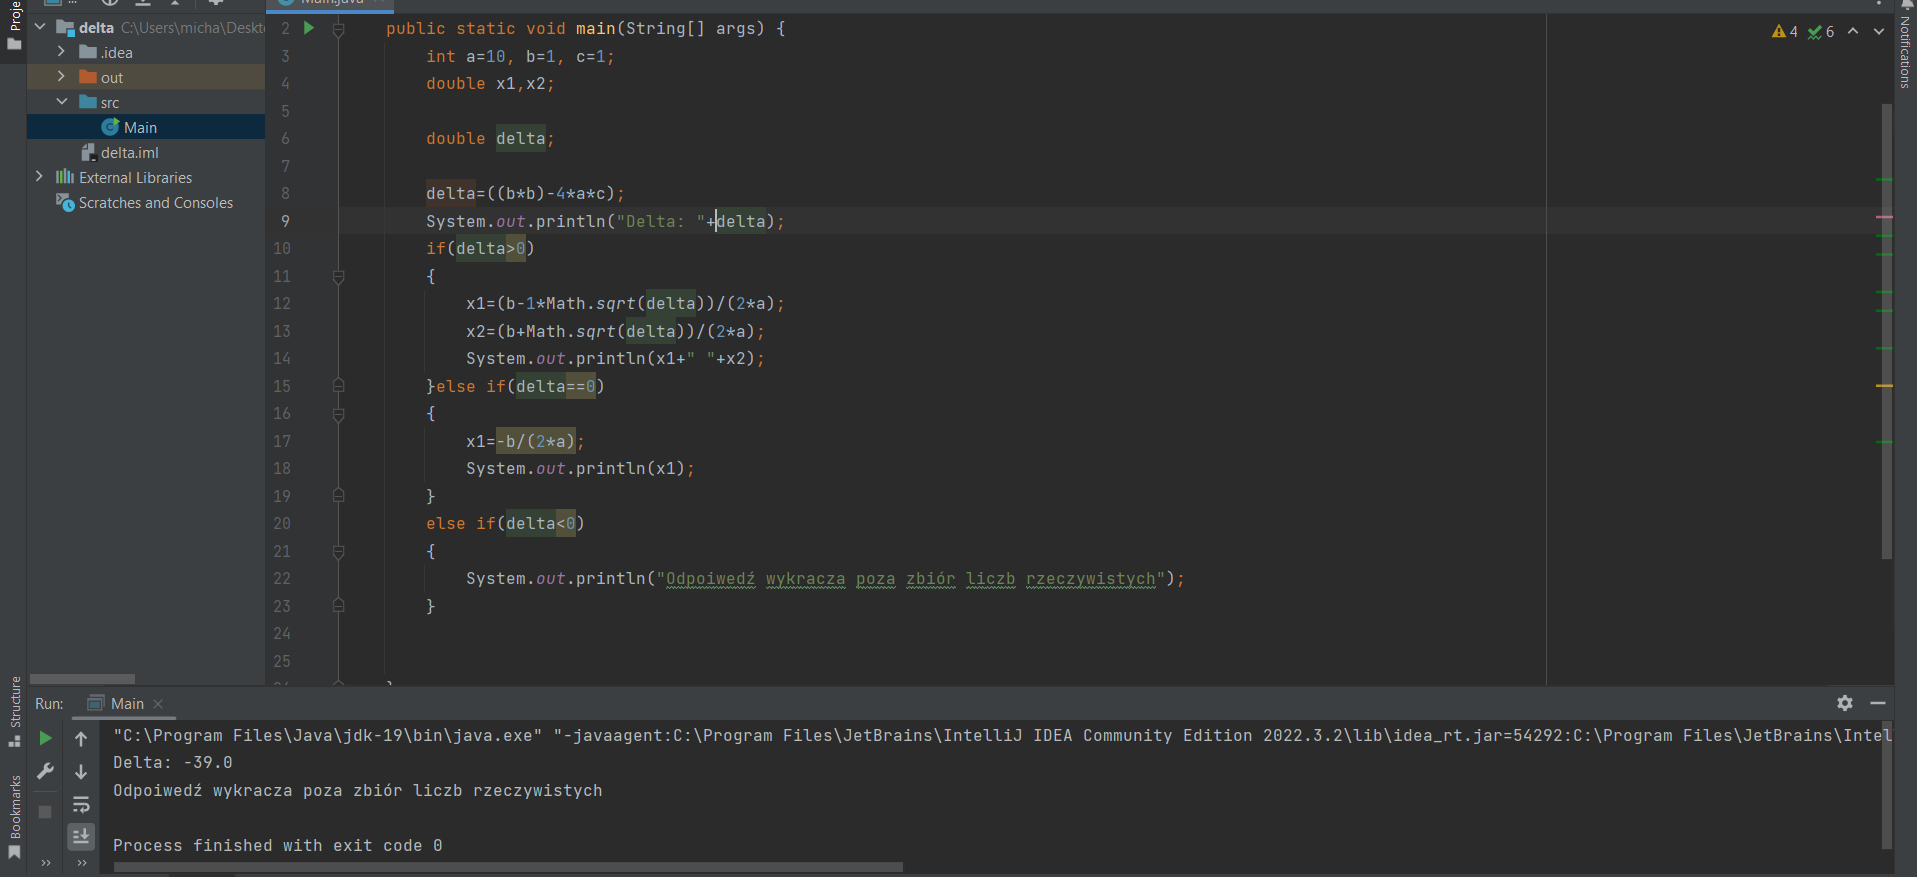 Proje
...
Main.java
Notifications
4 6
delta C:\Users\micha\Deskto
.idea
out
src
Main
delta.iml
External Libraries
Scratches and Consoles
2 public static void main(String[] args) {
3 int a=10, b=1, c=1;
4 double x1,x2;
5
6 double delta;
7
8 delta=((b*b)-4*a*c);
9 System.out.println("Delta: "+delta);
10 if(delta>0)
11 {
12 x1=(b-1*Math.sqrt(delta))/(2*a);
13 x2=(b+Math.sqrt(delta))/(2*a);
14 System.out.println(x1+" "+x2);
15 }else if(delta==0)
16 {
17 x1=-b/(2*a);
18 System.out.println(x1);
19 }
20 else if(delta<0)
21 {
22 System.out.println("Odpoiwedź wykracza poza zbiór liczb rzeczywistych");
23 }
24
25
Structure
Bookmarks
Run: Main
"C:\Program Files\Java\jdk-19\bin\java.exe" "-javaagent:C:\Program Files\JetBrains\IntelliJ IDEA Community Edition 2022.3.2\lib\idea_rt.jar=54292:C:\Program Files\JetBrains\Intel
Delta: -39.0
Odpoiwedź wykracza poza zbiór liczb rzeczywistych
Process finished with exit code 0